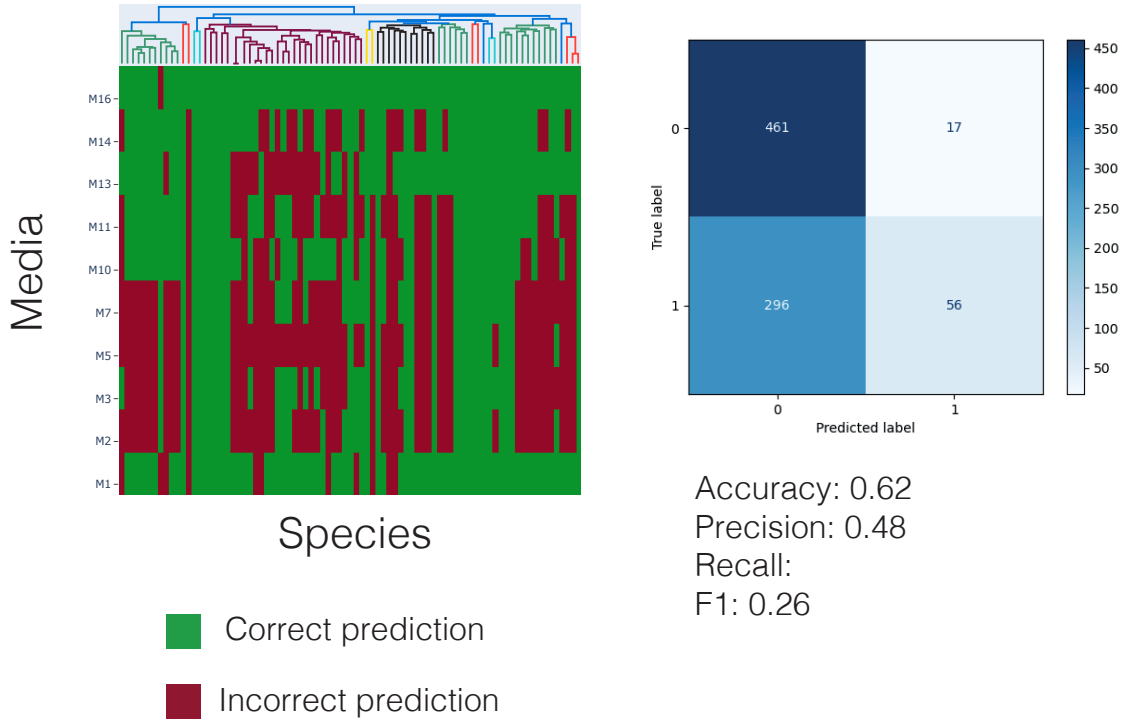 Media
M16
M14
M13
M11
M10
M7
M5
M3
M2
M1
Species
Correct prediction
Incorrect prediction
True label
0
1
461
17
296
56
0
1
Predicted label
450
400
350
300
250
200
150
100
50
Accuracy: 0.62
Precision: 0.48
Recall:
F1: 0.26